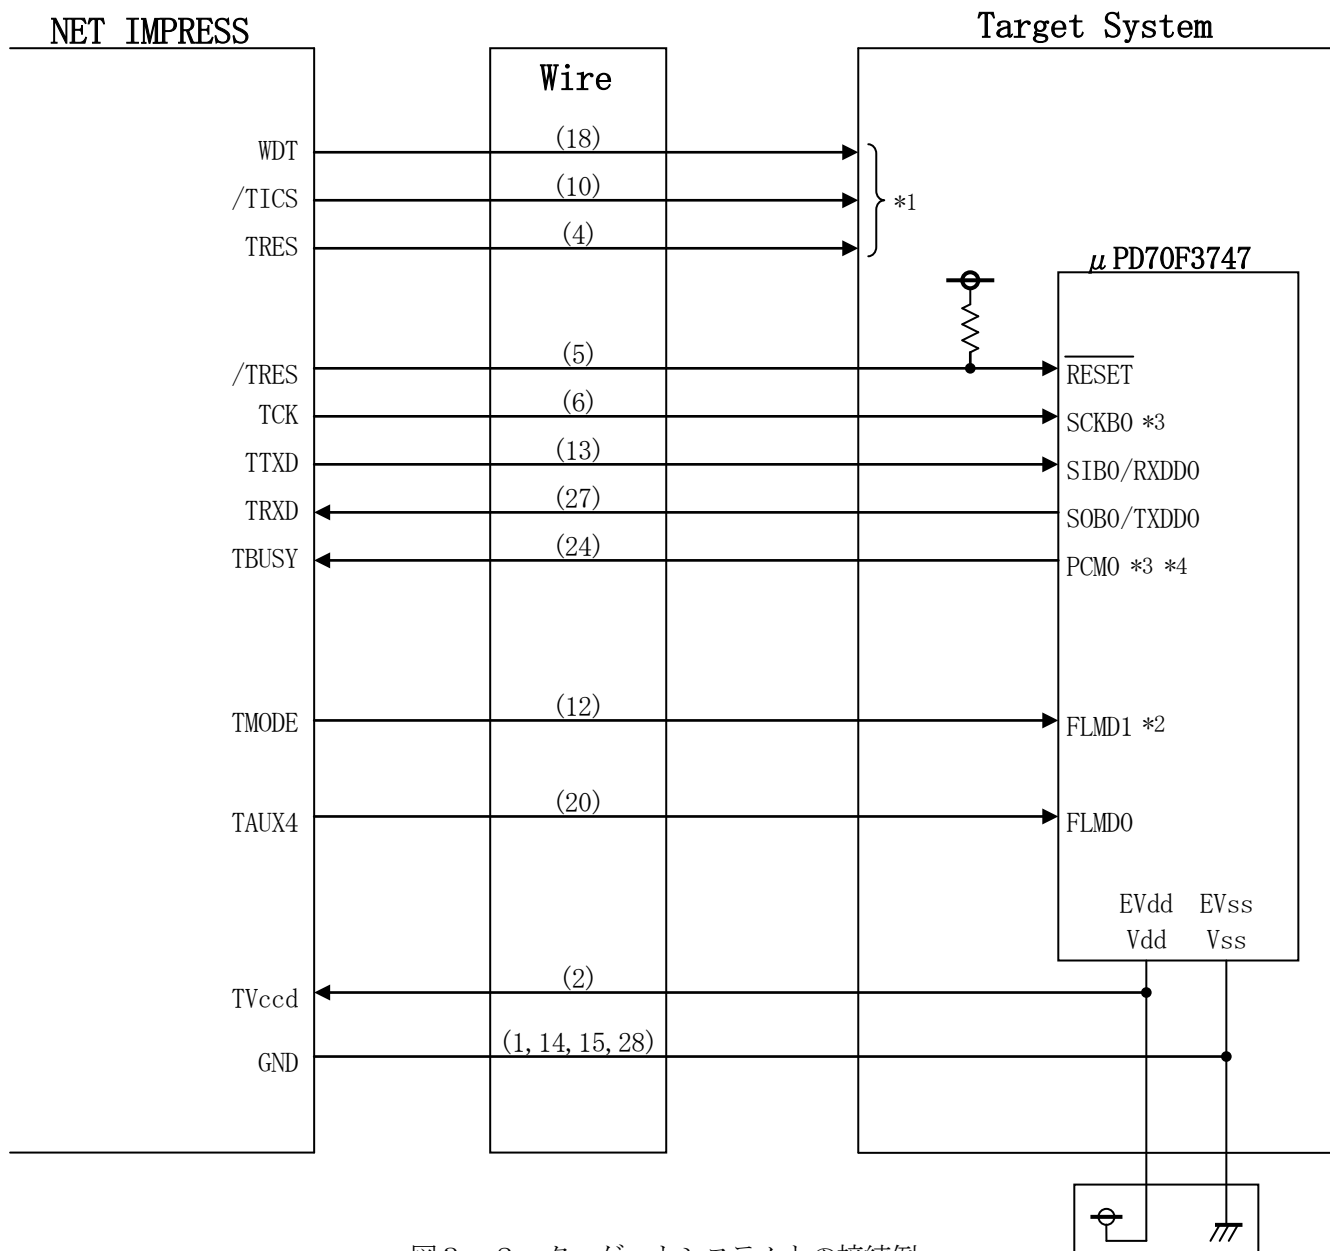 NET IMPRESS
Target System
Wire
WDT (18)
/TICS (10) *1
TRES (4)
μPD70F3747
/TRES (5) RESET
TCK (6) SCKB0 *3
TTXD (13) SIB0/RXDD0
TRXD (27) SOB0/TXDD0
TBUSY (24) PCM0 *3 *4
TMODE (12) FLMD1 *2
TAUX4 (20) FLMD0
EVdd EVss
Vdd Vss
TVccd (2)
GND (1,14,15,28)